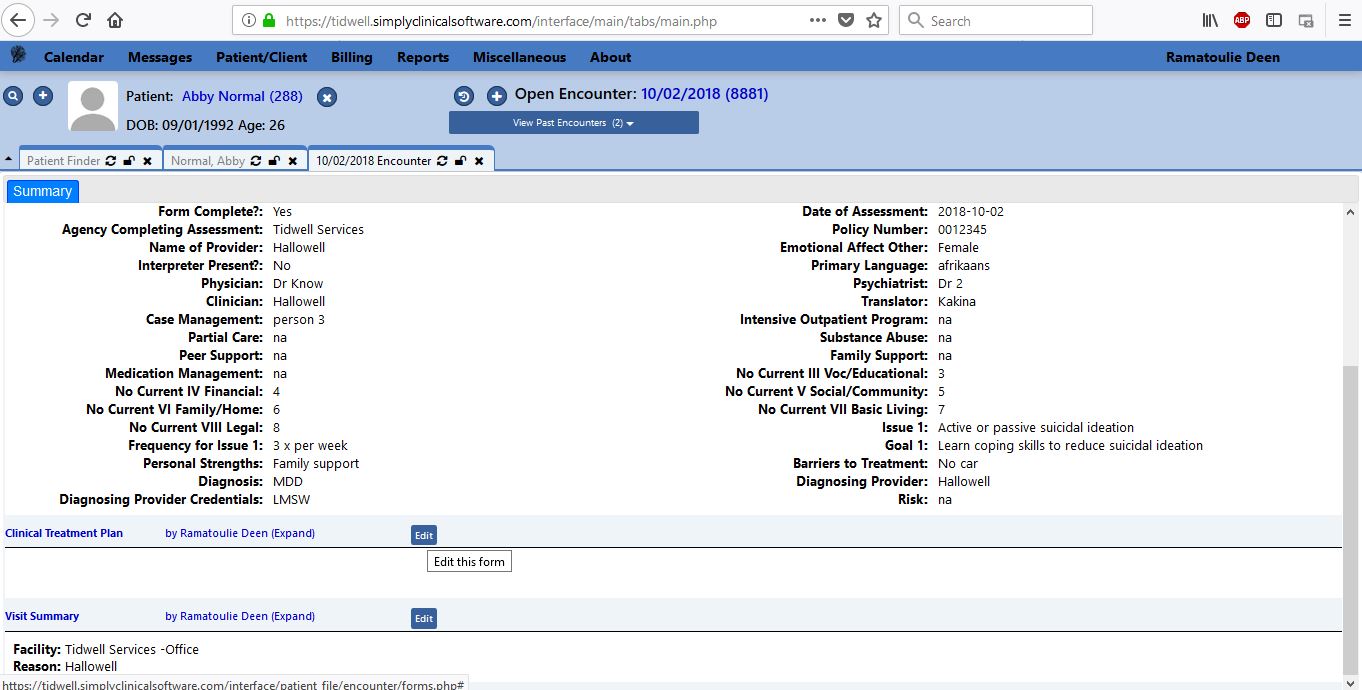 https://tidwell.simplyclinicalsoftware.com/interface/main/tabs/main.php
Search
ABP
Calendar Messages Patient/Client Billing Reports Miscellaneous About Ramatoulie Deen
Patient: Abby Normal (288)
DOB: 09/01/1992 Age: 26
Open Encounter: 10/02/2018 (8881)
View Past Encounters (2)
Patient Finder Normal, Abby 10/02/2018 Encounter
Summary
Form Complete?: Yes Date of Assessment: 2018-10-02
Agency Completing Assessment: Tidwell Services Policy Number: 0012345
Name of Provider: Hallowell Emotional Affect Other: Female
Interpreter Present?: No Primary Language: afrikaans
Physician: Dr Know Psychiatrist: Dr 2
Clinician: Hallowell Translator: Kakina
Case Management: person 3 Intensive Outpatient Program: na
Partial Care: na Substance Abuse: na
Peer Support: na Family Support: na
Medication Management: na No Current III Voc/Educational: 3
No Current IV Financial: 4 No Current V Social/Community: 5
No Current VI Family/Home: 6 No Current VII Basic Living: 7
No Current VIII Legal: 8 Issue 1: Active or passive suicidal ideation
Frequency for Issue 1: 3 x per week Goal 1: Learn coping skills to reduce suicidal ideation
Personal Strengths: Family support Barriers to Treatment: No car
Diagnosis: MDD Diagnosing Provider: Hallowell
Diagnosing Provider Credentials: LMSW Risk: na
Clinical Treatment Plan by Ramatoulie Deen (Expand) Edit
Edit this form
Visit Summary by Ramatoulie Deen (Expand) Edit
Facility: Tidwell Services -Office
Reason: Hallowell
https://tidwell.simplyclinicalsoftware.com/interface/patient_file/encounter/forms.php#